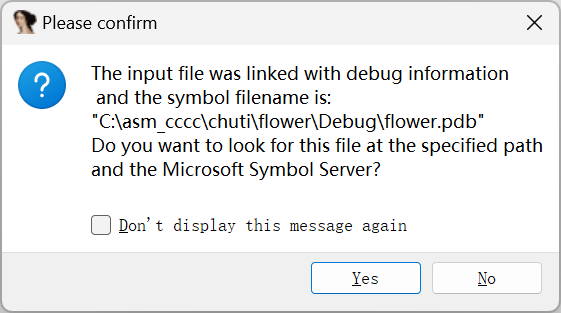 Please confirm
The input file was linked with debug information
and the symbol filename is:
"C:\asm_cccc\chuti\flower\Debug\flower.pdb"
Do you want to look for this file at the specified path
and the Microsoft Symbol Server?
Don't display this message again
Yes
No